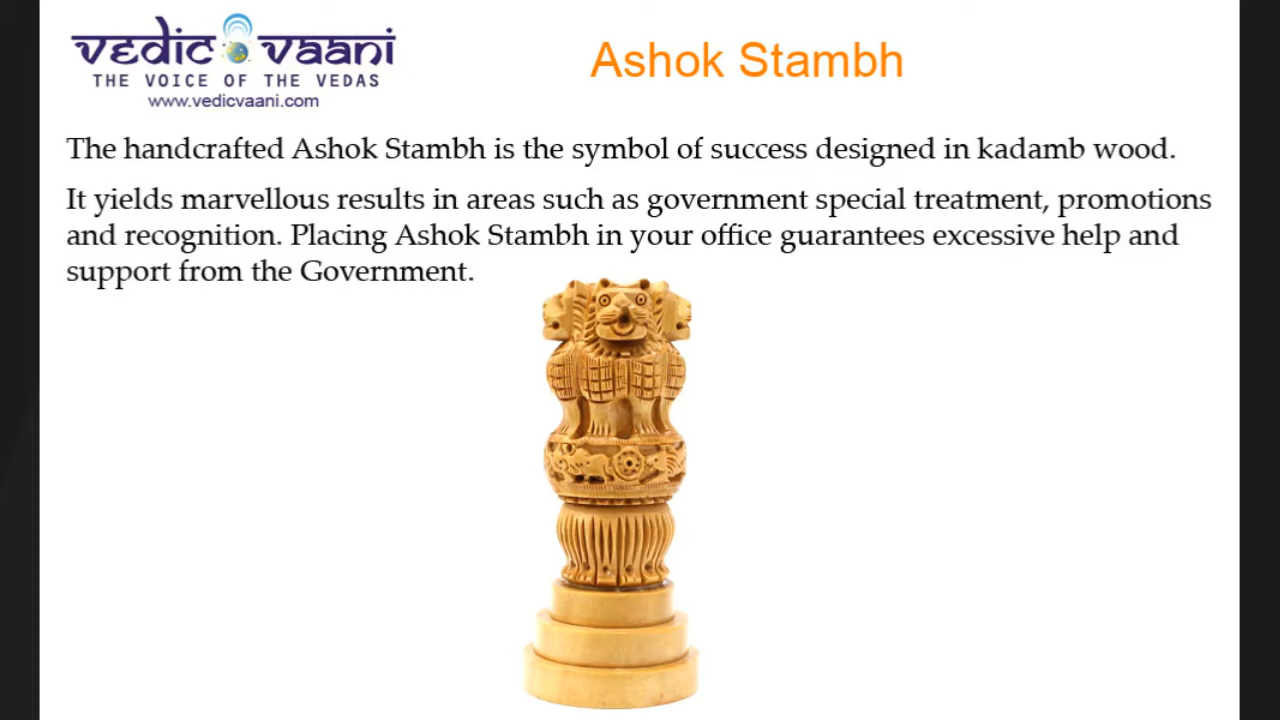 vedic vaani
THE VOICE OF THE VEDAS
www.vedicvaani.com
Ashok Stambh
The handcrafted Ashok Stambh is the symbol of success designed in kadamb wood.
It yields marvellous results in areas such as government special treatment, promotions
and recognition. Placing Ashok Stambh in your office guarantees excessive help and
support from the Government.